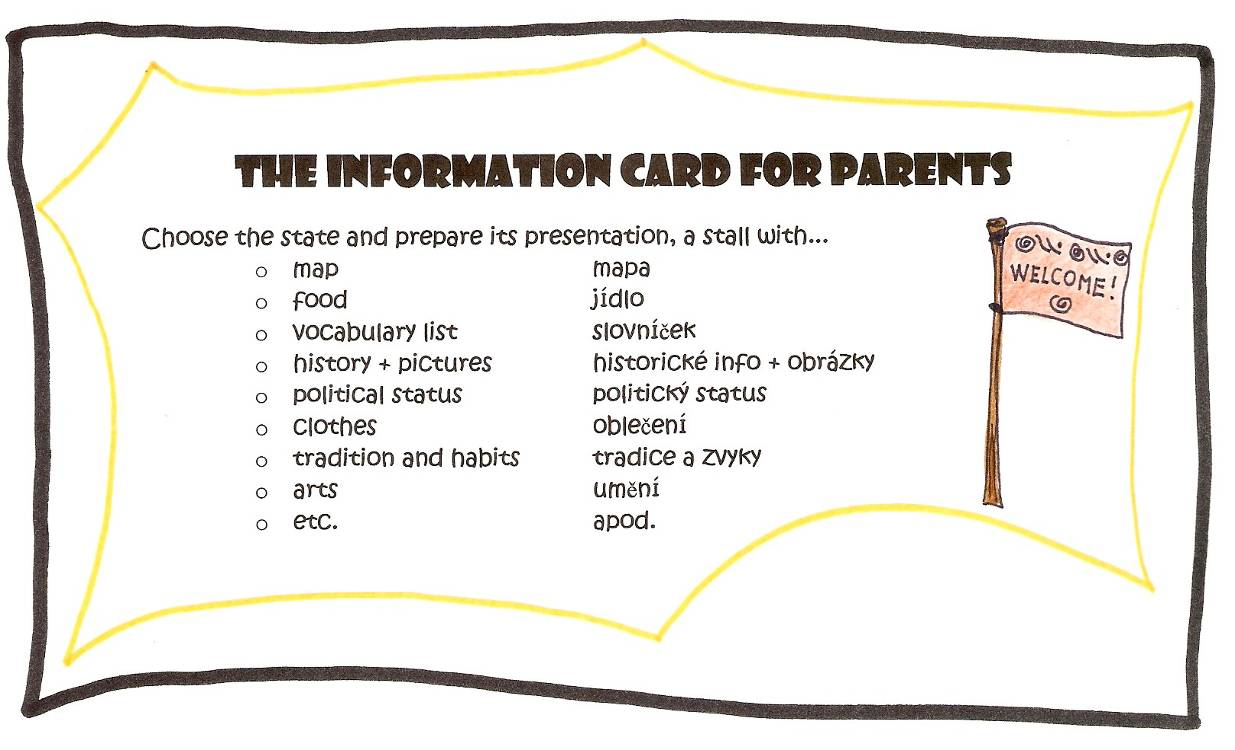 THE INFORMATION CARD FOR PARENTS
Choose the state and prepare its presentation, a stall with...
o map mapa
o food jídlo
o vocabulary list slovníček
o history + pictures historické info + obrázky
o political status politický status
o clothes oblečení
o tradition and habits tradice a zvyky
o arts umění
o etc. apod.
WELCOME!